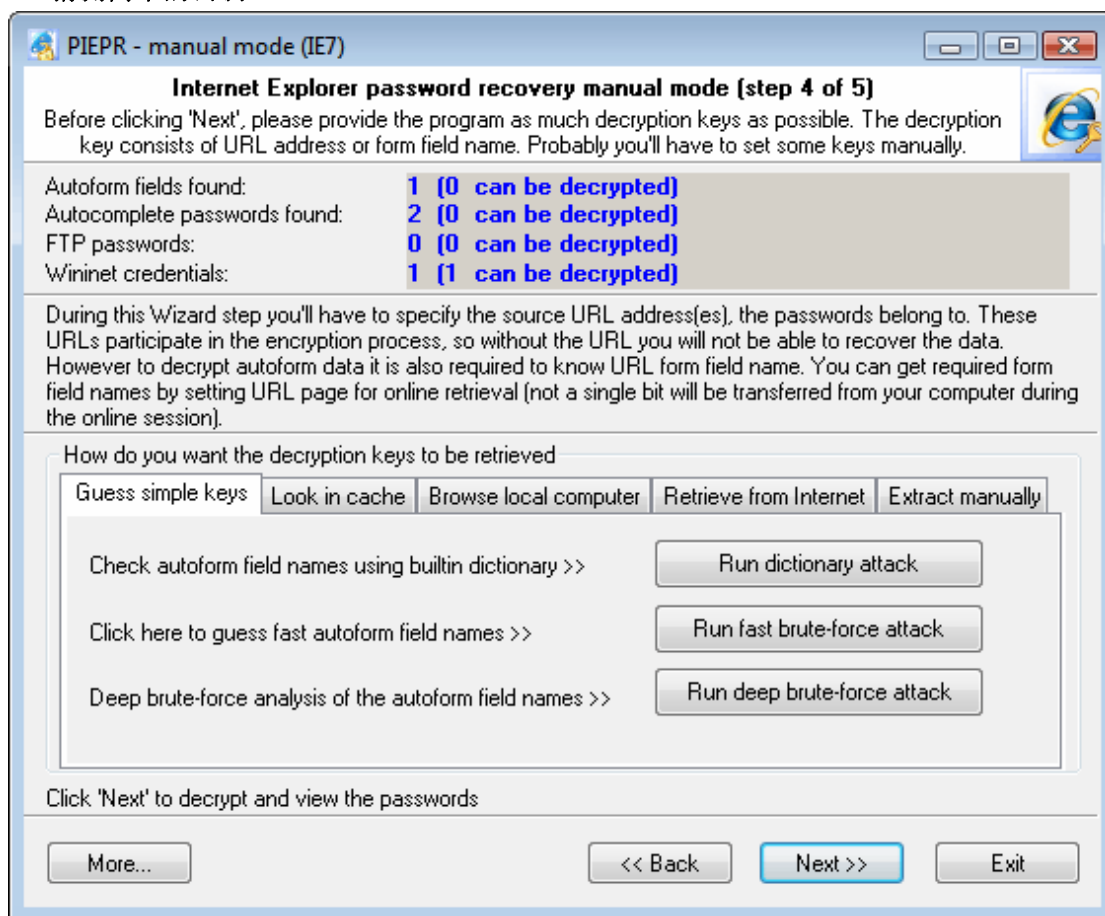 PIEPR - manual mode (IE7)
Internet Explorer password recovery manual mode (step 4 of 5)
Before clicking 'Next', please provide the program as much decryption keys as possible. The decryption
key consists of URL address or form field name. Probably you'll have to set some keys manually.
Autoform fields found: 1 (0 can be decrypted)
Autocomplete passwords found: 2 (0 can be decrypted)
FTP passwords: 0 (0 can be decrypted)
Wininet credentials: 1 (1 can be decrypted)
During this Wizard step you'll have to specify the source URL address(es), the passwords belong to. These
URLs participate in the encryption process, so without the URL you will not be able to recover the data.
However to decrypt autoform data it is also required to know URL form field name. You can get required form
field names by setting URL page for online retrieval (not a single bit will be transferred from your computer during
the online session).
How do you want the decryption keys to be retrieved
Guess simple keys Look in cache Browse local computer Retrieve from Internet Extract manually
Check autoform field names using builtin dictionary >> Run dictionary attack
Click here to guess fast autoform field names >> Run fast brute-force attack
Deep brute-force analysis of the autoform field names >> Run deep brute-force attack
Click 'Next' to decrypt and view the passwords
More... << Back Next >> Exit